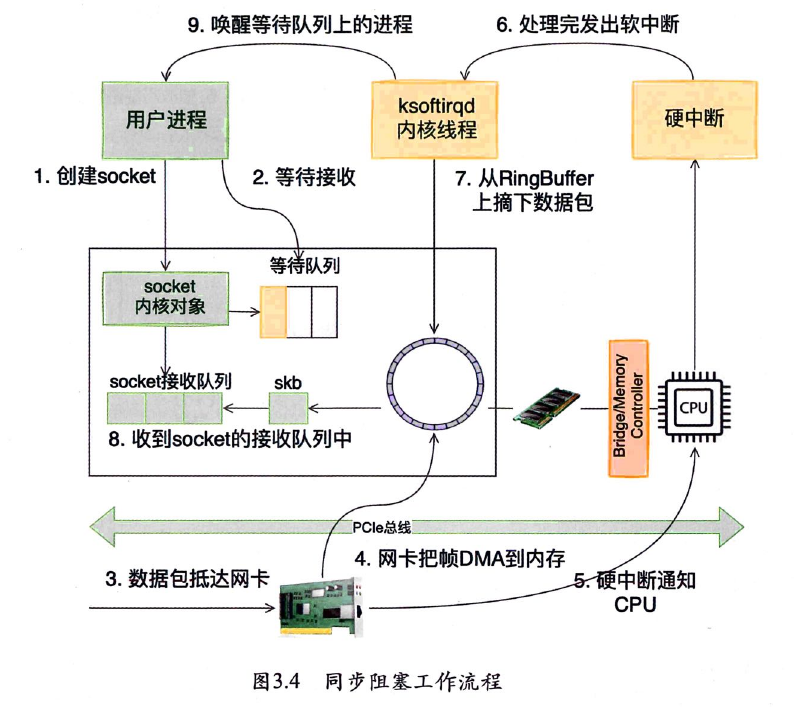 9. 唤醒等待队列上的进程
6. 处理完发出软中断
用户进程
ksoftirqd
内核线程
硬中断
1. 创建socket
2. 等待接收
7. 从RingBuffer
上摘下数据包
等待队列
socket
内核对象
socket接收队列
skb
8. 收到socket的接收队列中
Bridge/Memory
Controller
CPU
PCIe总线
3. 数据包抵达网卡
4. 网卡把帧DMA到内存
5. 硬中断通知
CPU
图3.4 同步阻塞工作流程